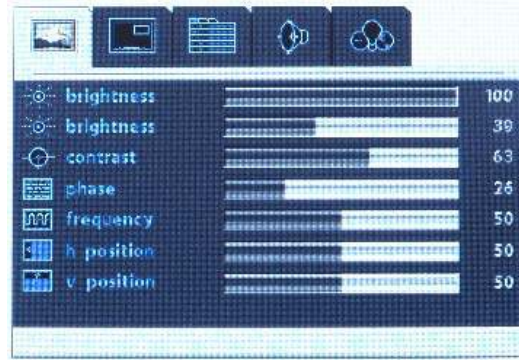 brightness 100
brightness 39
contrast 63
phase 26
frequency 50
h position 50
v position 50